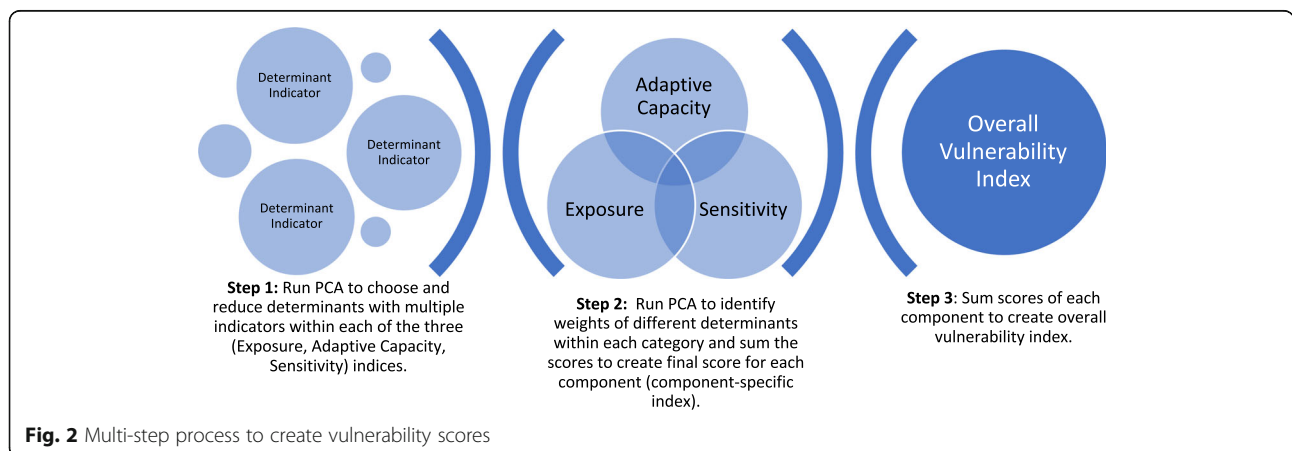 Determinant
Indicator
Determinant
Indicator
Determinant
Indicator
Step 1: Run PCA to choose and
reduce determinants with multiple
indicators within each of the three
(Exposure, Adaptive Capacity,
Sensitivity) indices.
Adaptive
Capacity
Exposure
Sensitivity
Step 2: Run PCA to identify
weights of different determinants
within each category and sum the
scores to create final score for each
component (component-specific
index).
Overall
Vulnerability
Index
Step 3: Sum scores of each
component to create overall
vulnerability index.
Fig. 2 Multi-step process to create vulnerability scores